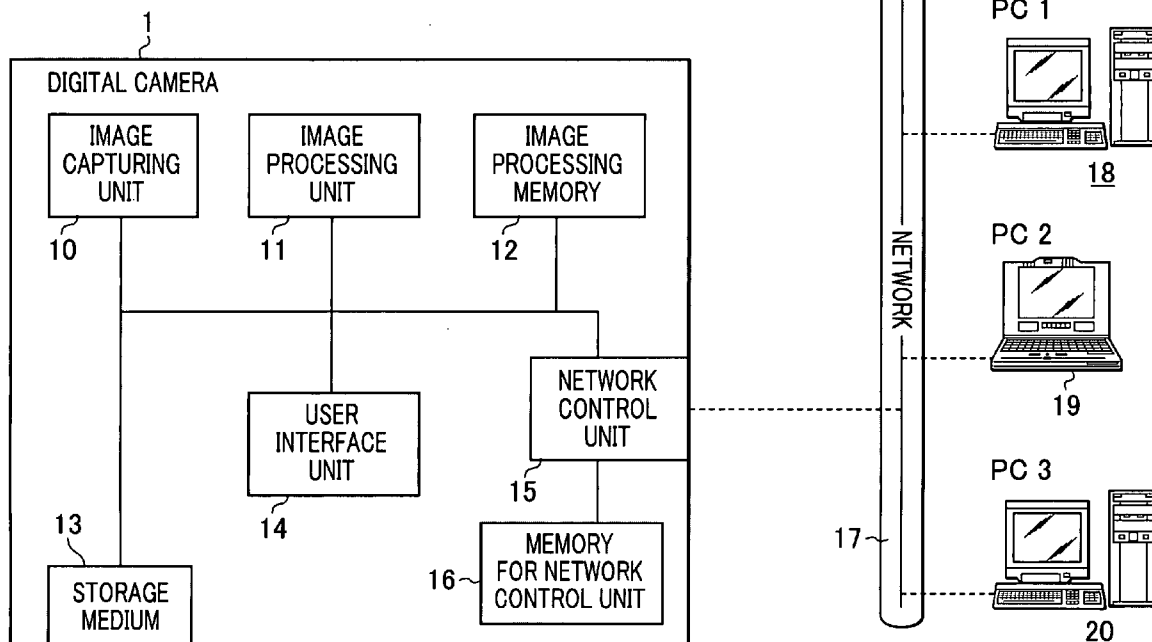 1
DIGITAL CAMERA
IMAGE
CAPTURING
UNIT
10
IMAGE
PROCESSING
UNIT
11
IMAGE
PROCESSING
MEMORY
12
USER
INTERFACE
UNIT
14
NETWORK
CONTROL
UNIT
15
13
STORAGE
MEDIUM
MEMORY
FOR NETWORK
CONTROL UNIT
16
NETWORK
17
PC 1
18
PC 2
19
PC 3
20